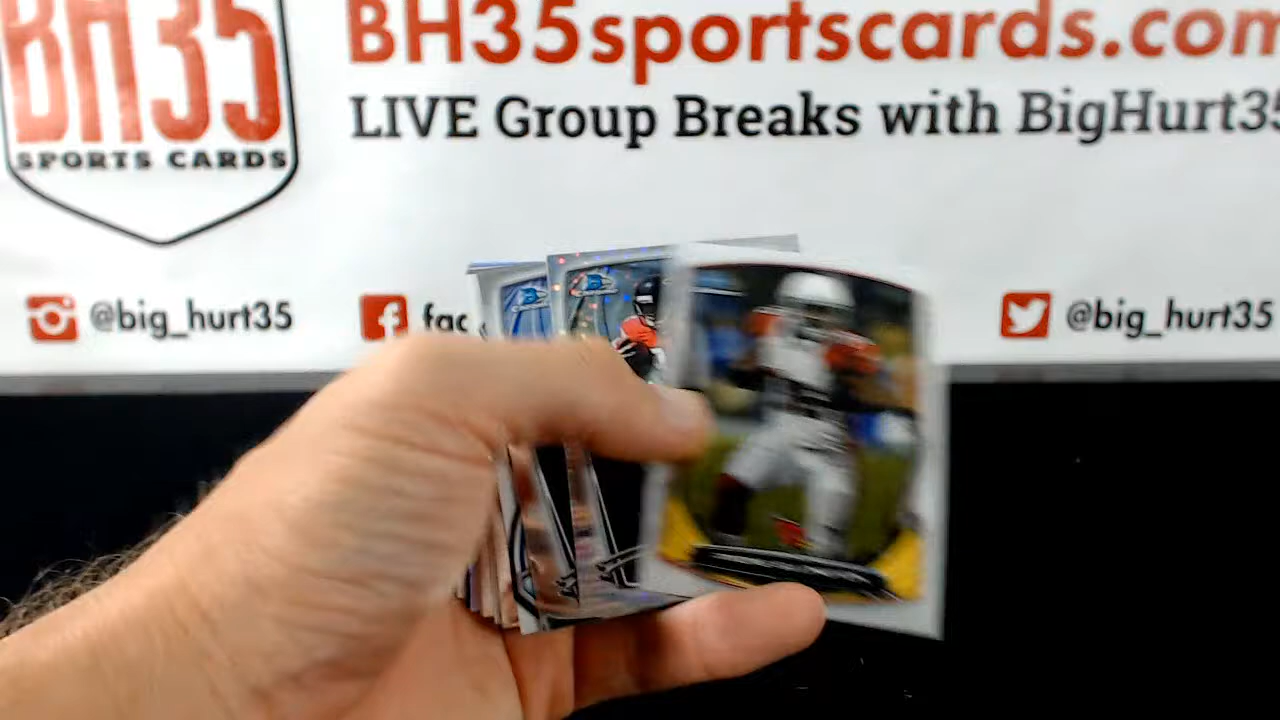 BH35
SPORTS CARDS
BH35sportscards.com
LIVE Group Breaks with BigHurt35
@big_hurt35
fac
@big_hurt35